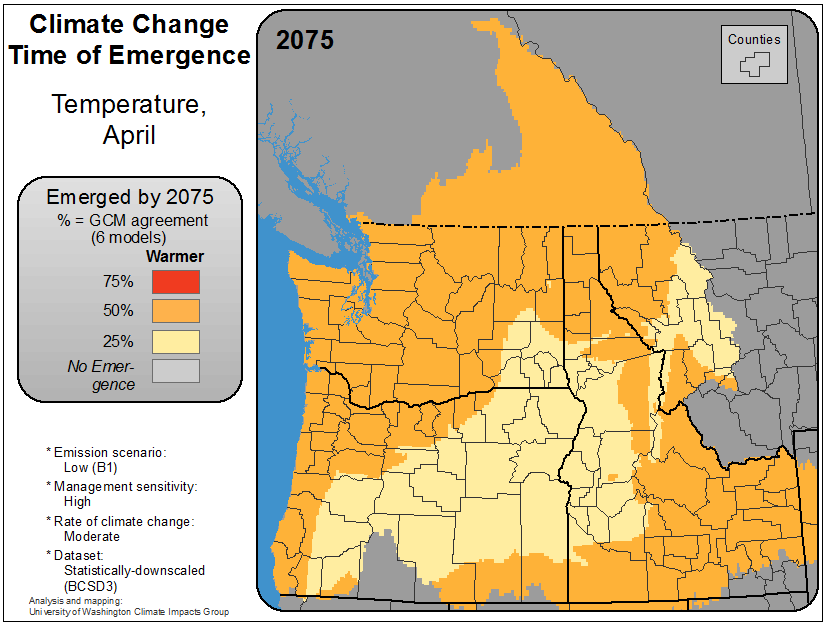 Climate Change
Time of Emergence
Temperature,
April
Emerged by 2075
% = GCM agreement
(6 models)
Warmer
75%
50%
25%
No Emer-
gence
* Emission scenario:
Low (B1)
* Management sensitivity:
High
* Rate of climate change:
Moderate
* Dataset:
Statistically-downscaled
(BCSD3)
Analysis and mapping:
University of Washington Climate Impacts Group
2075
Counties